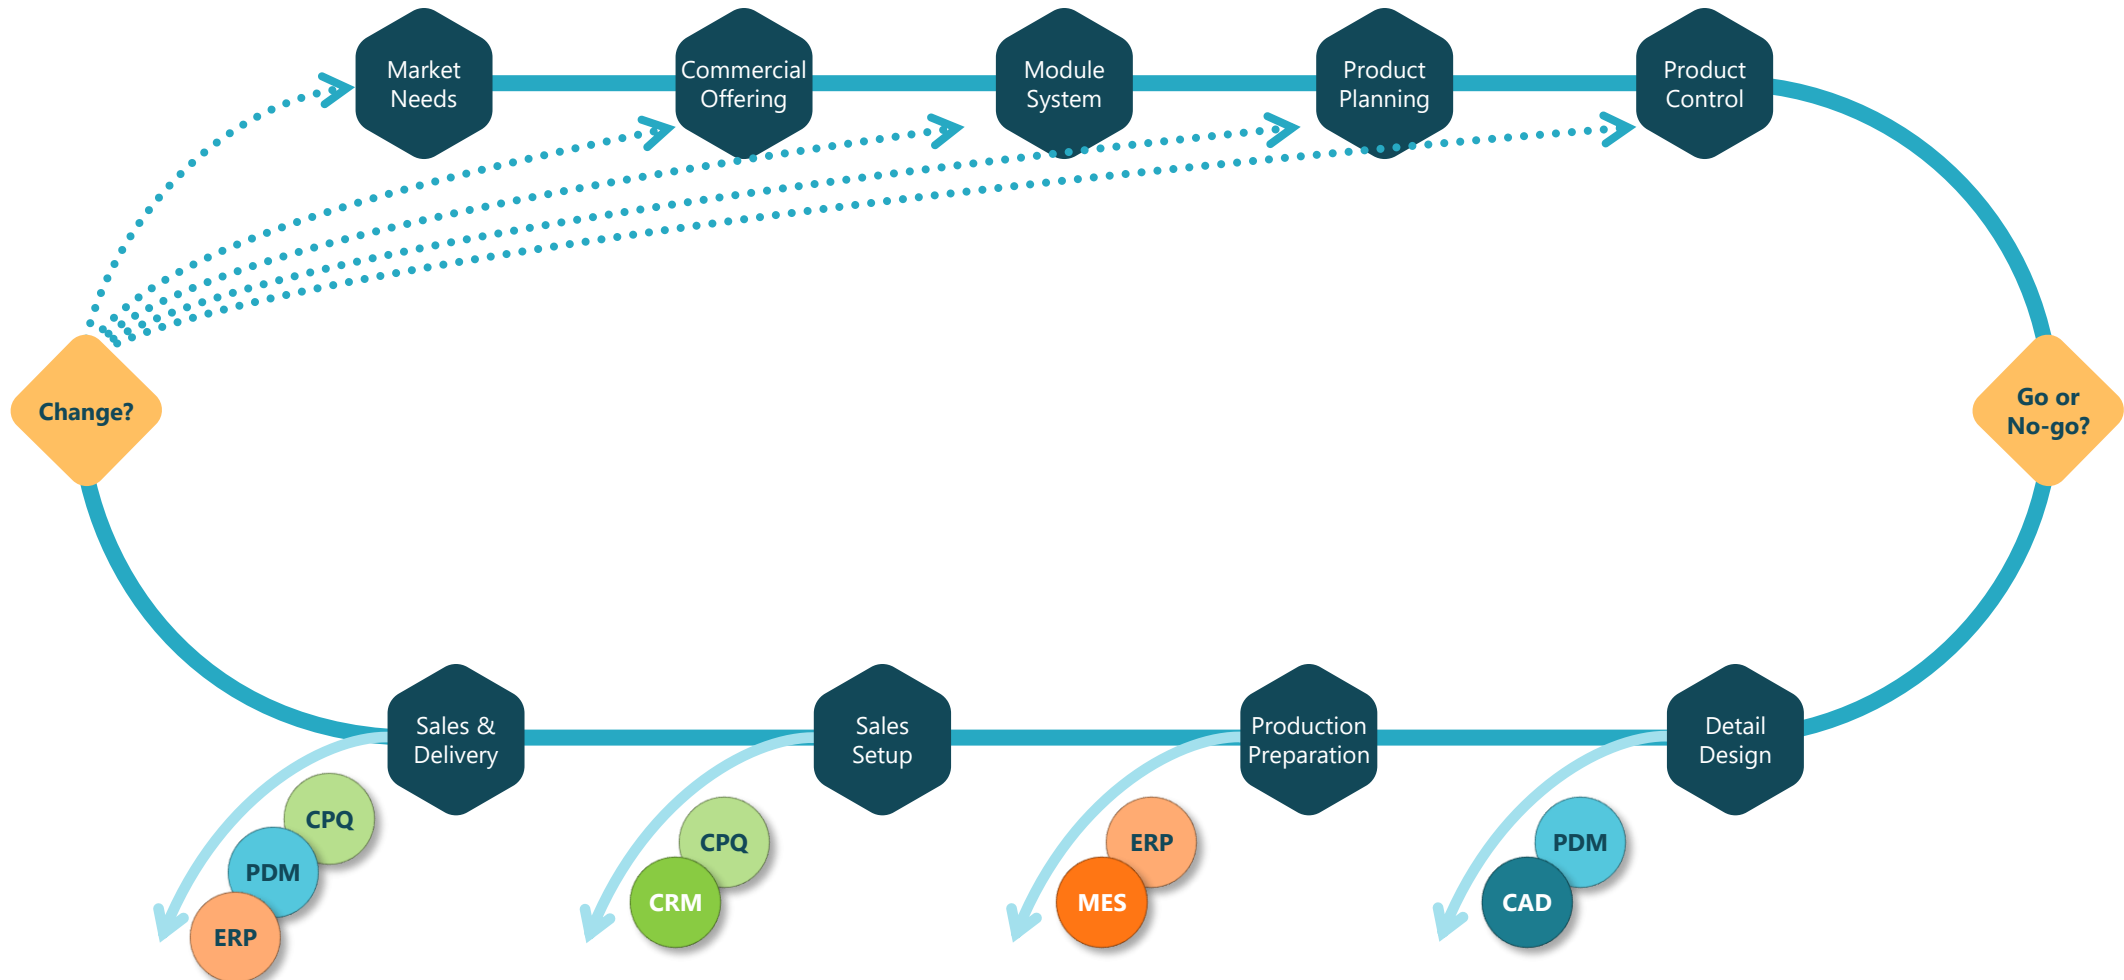 Market
Needs
Commercial
Offering
Module
System
Product
Planning
Product
Control
Change?
Go or
No-go?
Sales &
Delivery
Sales
Setup
Production
Preparation
Detail
Design
CPQ
PDM
ERP
CPQ
CRM
ERP
MES
PDM
CAD